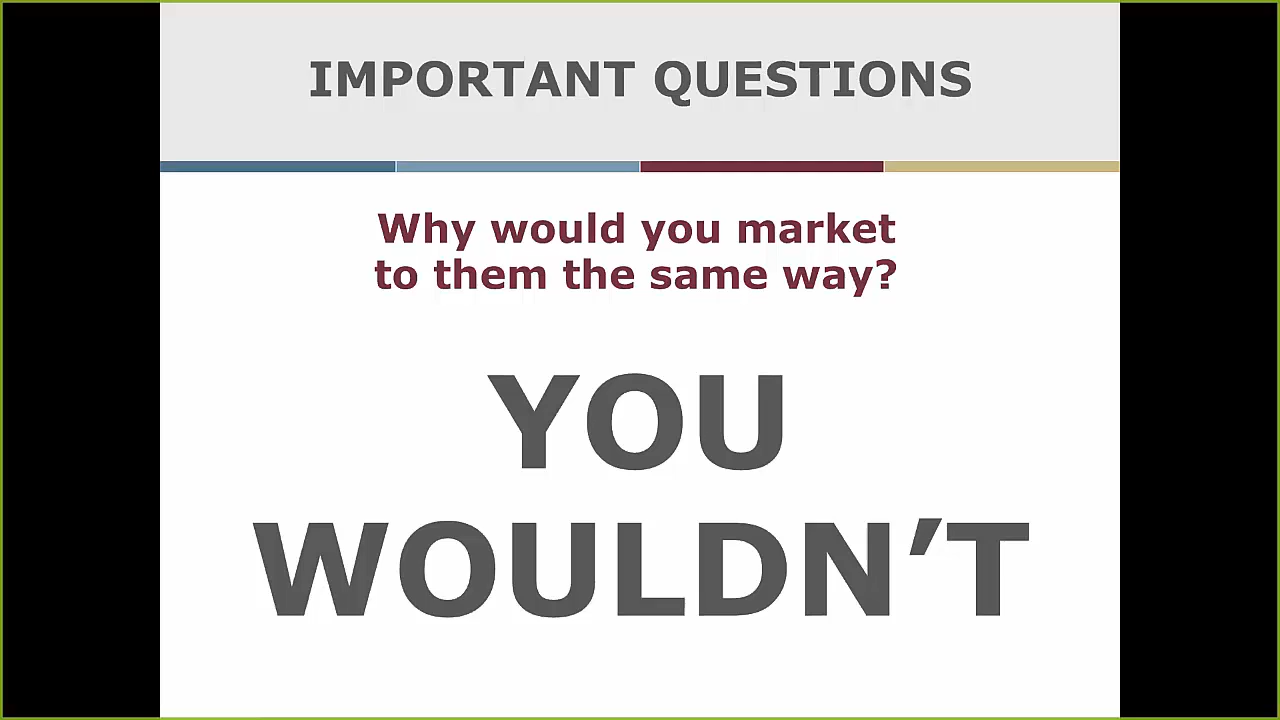 IMPORTANT QUESTIONS
Why would you market
to them the same way?
YOU
WOULDN’T